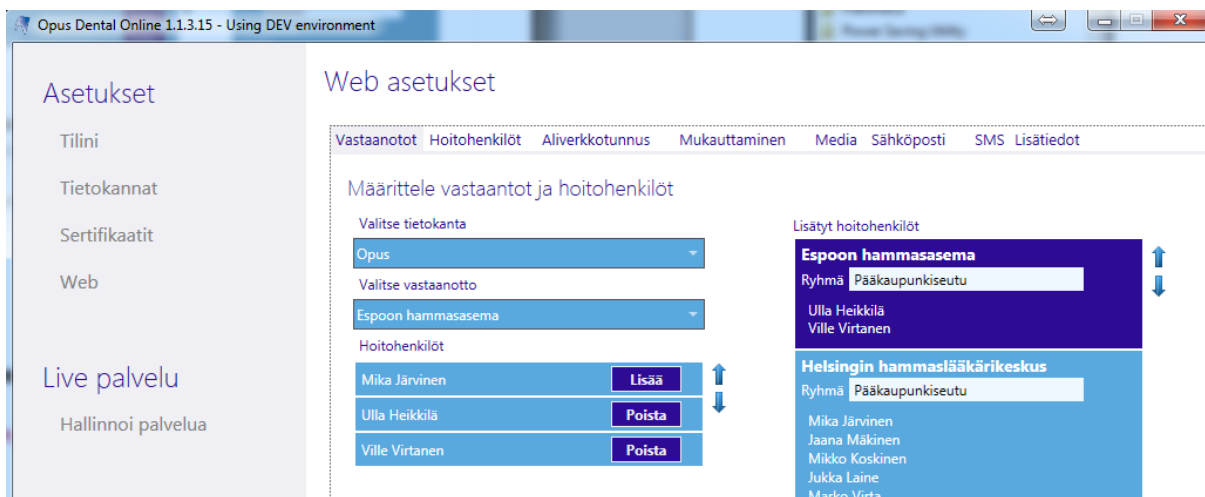 Opus Dental Online 1.1.3.15 - Using DEV environment
Asetukset
Tilini
Tietokannat
Sertifikaatit
Web
Live palvelu
Hallinnoi palvelua
Web asetukset
Vastaanotot Hoitohenkilöt Aliverkkotunnus Mukauttaminen Media Sähköposti SMS Lisätiedot
Määrittele vastaantot ja hoitohenkilöt
Valitse tietokanta
Opus
Valitse vastaanotto
Espoon hammasasema
Hoitohenkilöt
Mika Järvinen Lisää
Ulla Heikkilä Poista
Ville Virtanen Poista
Lisätyt hoitohenkilöt
Espoon hammasasema
Ryhmä Pääkaupunkiseutu
Ulla Heikkilä
Ville Virtanen
Helsingin hammaslääkärikeskus
Ryhmä Pääkaupunkiseutu
Mika Järvinen
Jaana Mäkinen
Mikko Koskinen
Jukka Laine
Marko Virta